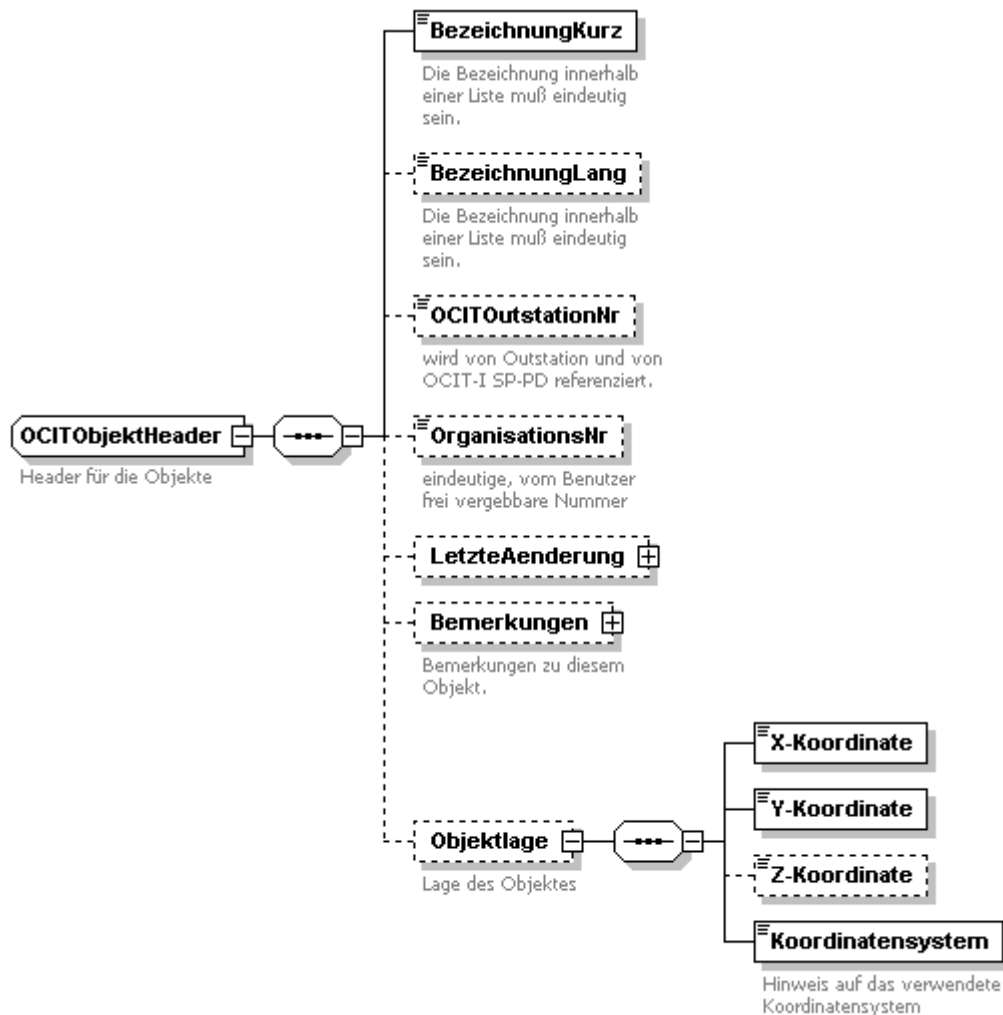 BezeichnungKurz
Die Bezeichnung innerhalb
einer Liste muß eindeutig
sein.
BezeichnungLang
Die Bezeichnung innerhalb
einer Liste muß eindeutig
sein.
OCITOutstationNr
wird von Outstation und von
OCIT-I SP-PD referenziert.
OCITObjektHeader
Header für die Objekte
OrganisationsNr
eindeutige, vom Benutzer
frei vergebbare Nummer
LetzteAenderung
Bemerkungen
Bemerkungen zu diesem
Objekt.
Objektlage
Lage des Objektes
X-Koordinate
Y-Koordinate
Z-Koordinate
Koordinatensystem
Hinweis auf das verwendete
Koordinatensystem